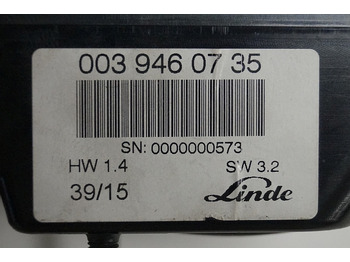 003 946 07 35
SN: 0000000573
HW 1.4 SW 3.2
39/15 Linde